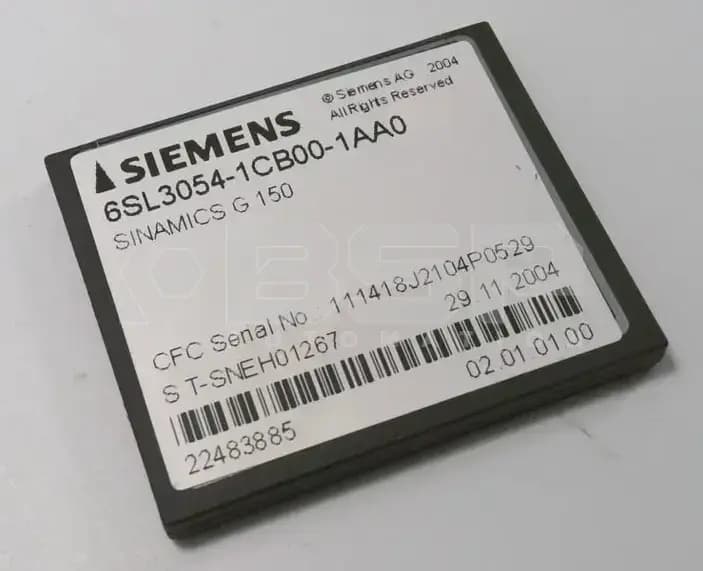 © Siemens AG 2004
All Rights Reserved
SIEMENS
6SL3054-1CB00-1AA0
SINAMICS G 150
CFC Serial No.: 111418J2104P0529
S T-SNEH01267
29.11.2004
02.01.01.00
22483885
AUTOMATION